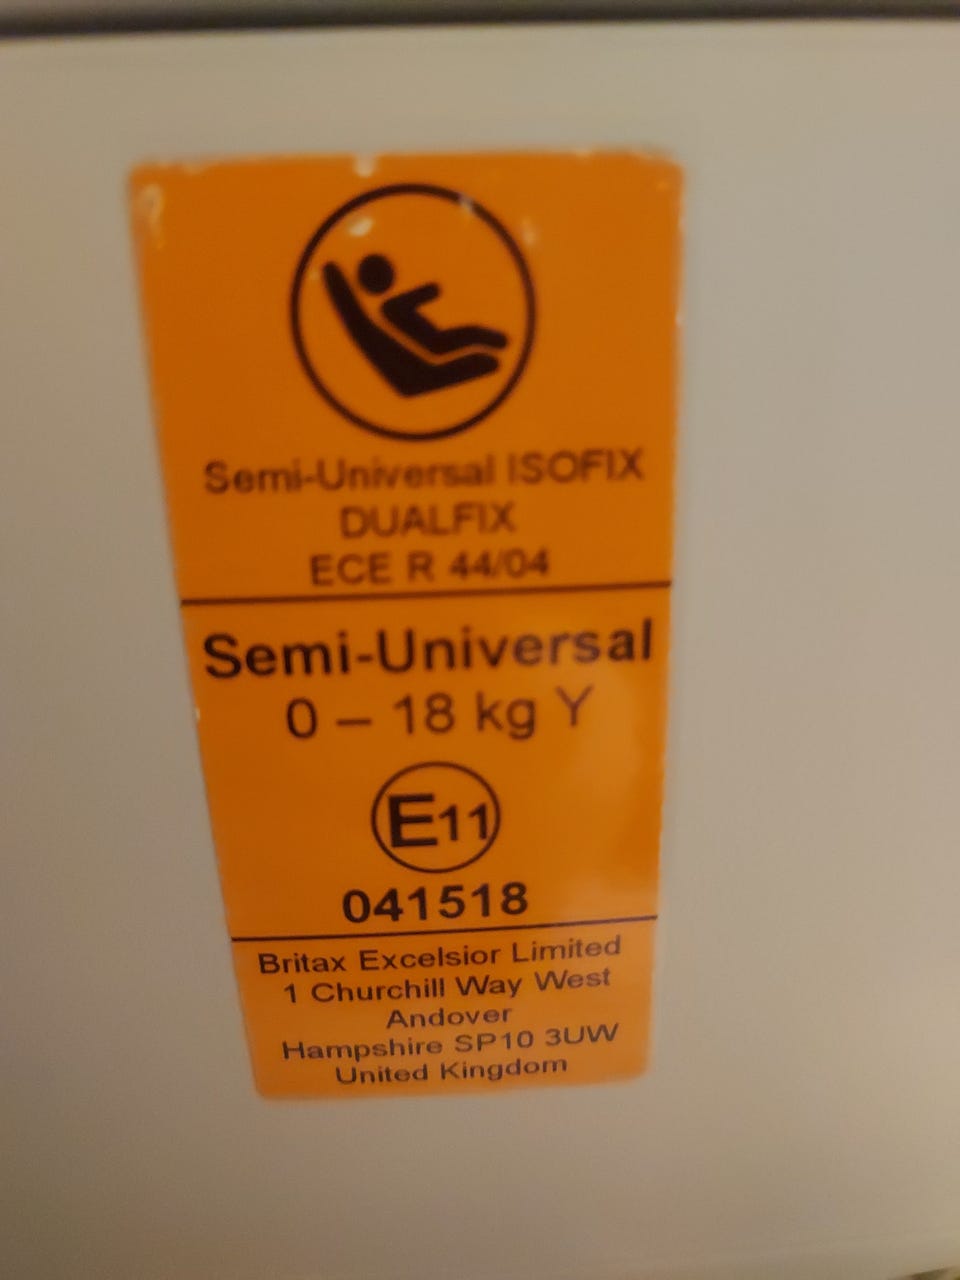 Semi-Universal ISOFIX
DUALFIX
ECE R 44/04
Semi-Universal
0 – 18 kg Y
E11
041518
Britax Excelsior Limited
1 Churchill Way West
Andover
Hampshire SP10 3UW
United Kingdom